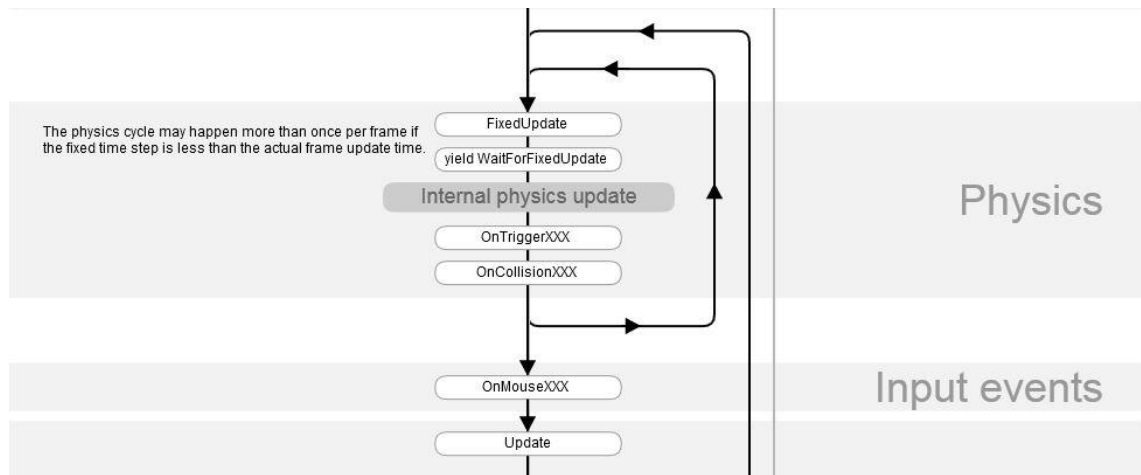 FixedUpdate
The physics cycle may happen more than once per frame if
the fixed time step is less than the actual frame update time.
yield WaitForFixedUpdate
Internal physics update
Physics
OnTriggerXXX
OnCollisionXXX
OnMouseXXX
Input events
Update